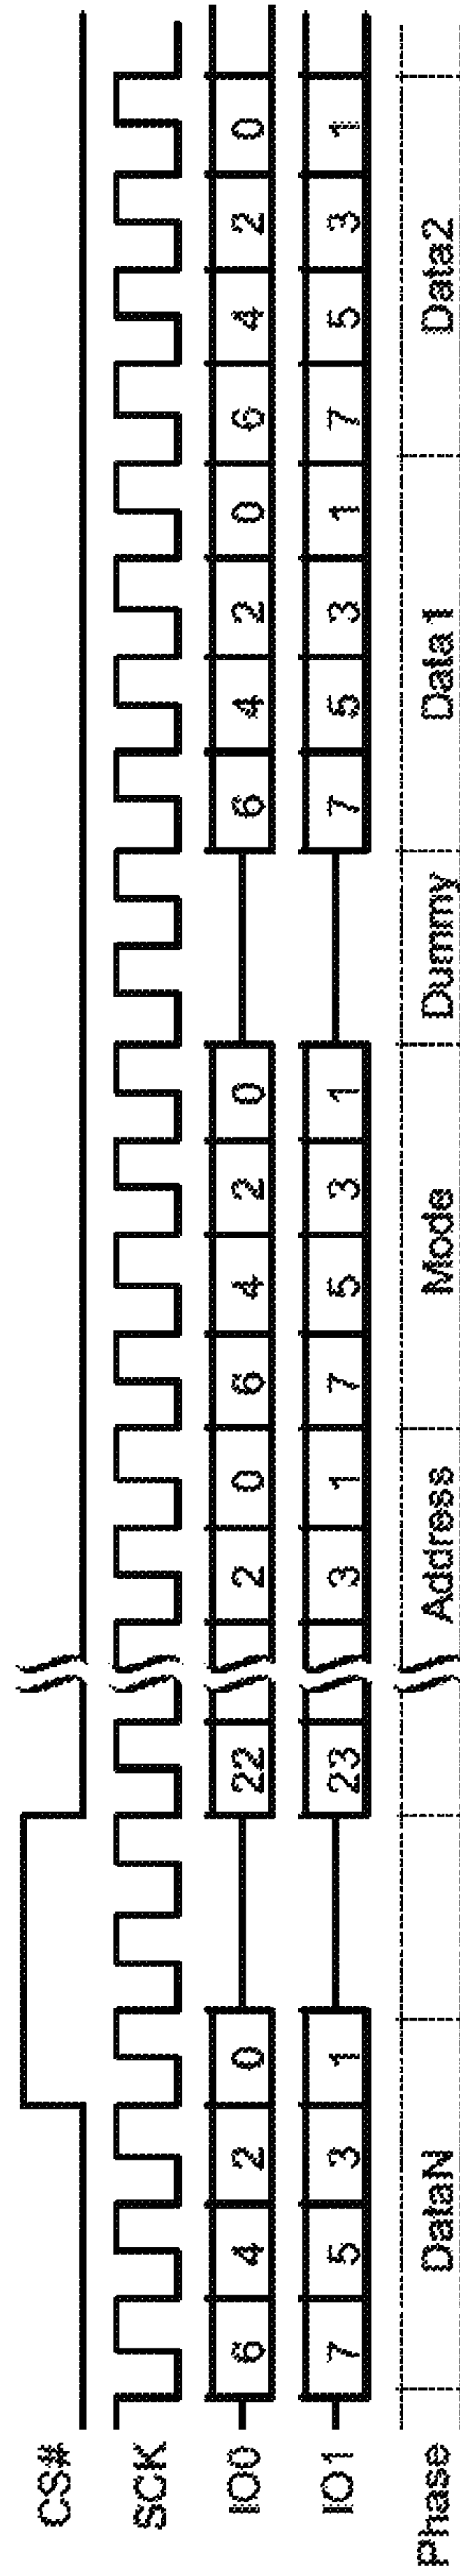 CS#
SCK
IO0 6 4 2 0 22 2 0 6 4 2 0 6 4 2 0 6 4 2 0
IO1 7 5 3 1 23 3 1 7 5 3 1 7 5 3 1 7 5 3 1
Phase DataN Address Mode Dummy Data 1 Data2